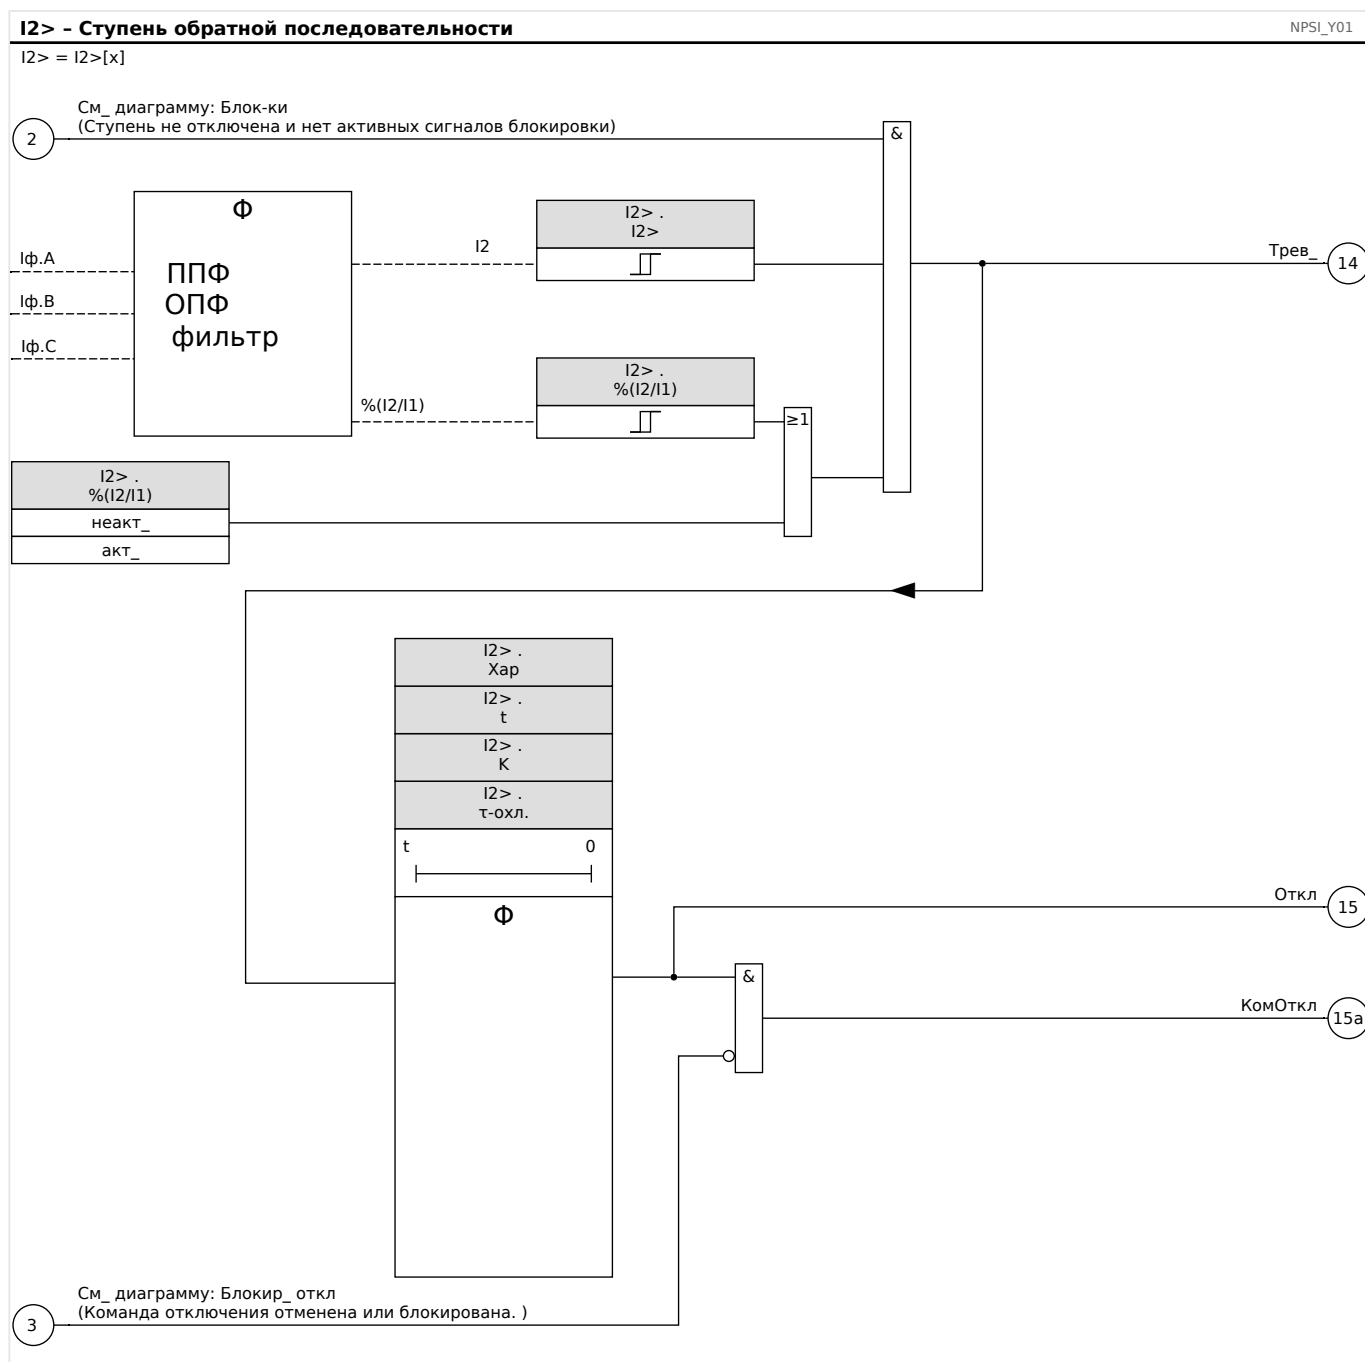 I2> – Ступень обратной последовательности
NPSI_Y01
I2> = I2>[x]
См_ диаграмму: Блок-ки
(Ступень не отключена и нет активных сигналов блокировки)
2
&
Φ
ППФ
ОПФ
фильтр
Iф.A
Iф.B
Iф.C
I2
I2> .
I2>
Трев_
14
%(I2/I1)
I2> .
%(I2/I1)
≥1
I2> .
%(I2/I1)
неакт_
акт_
I2> .
Хар
I2> .
t
I2> .
K
I2> .
τ-охл.
t 0
Φ
Откл
15
&
КомОткл
15a
См_ диаграмму: Блокир_ откл
(Команда отключения отменена или блокирована. )
3